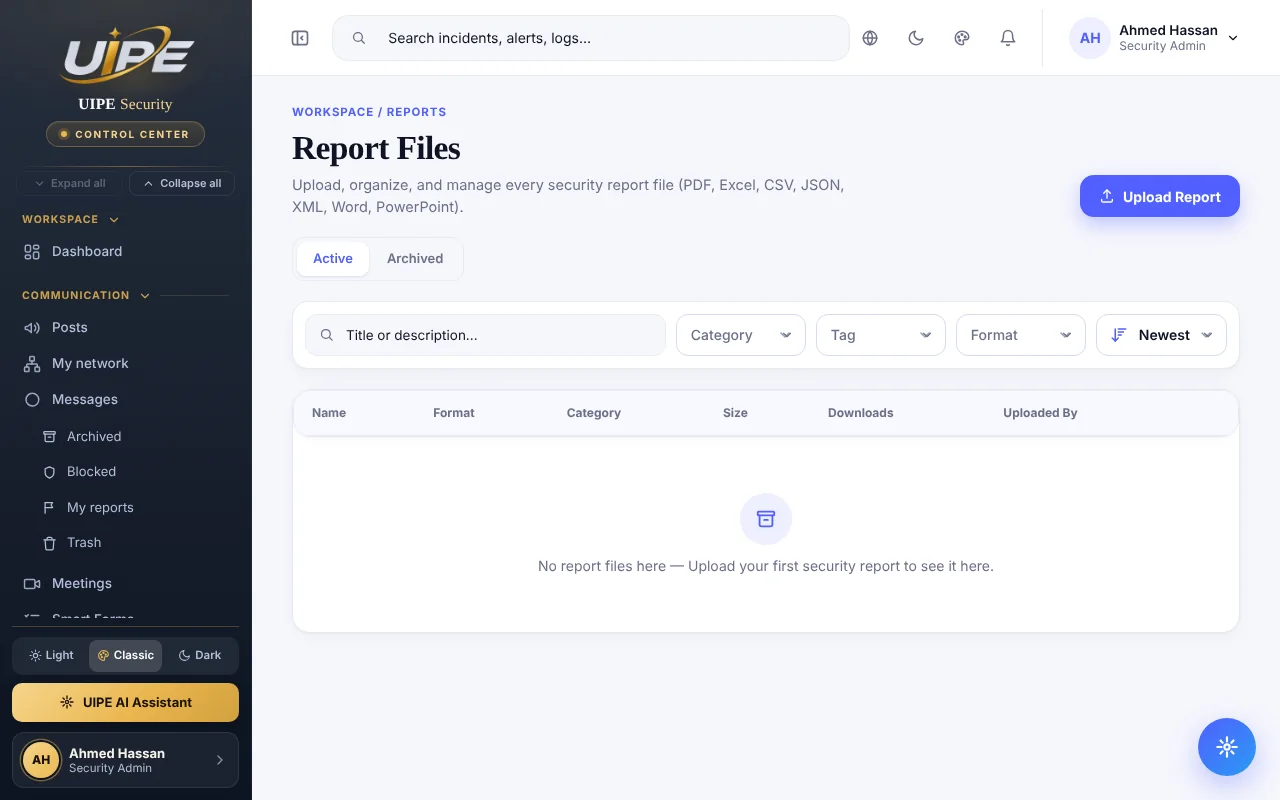 UIPE
UIPE Security
CONTROL CENTER
Expand all
Collapse all
WORKSPACE
Dashboard
COMMUNICATION
Posts
My network
Messages
Archived
Blocked
My reports
Trash
Meetings
Smart Forms
Light
Classic
Dark
UIPE AI Assistant
AH
Ahmed Hassan
Security Admin
Search incidents, alerts, logs...
AH
Ahmed Hassan
Security Admin
WORKSPACE / REPORTS
Report Files
Upload, organize, and manage every security report file (PDF, Excel, CSV, JSON,
XML, Word, PowerPoint).
Upload Report
Active
Archived
Title or description...
Category
Tag
Format
Newest
Name
Format
Category
Size
Downloads
Uploaded By
No report files here — Upload your first security report to see it here.